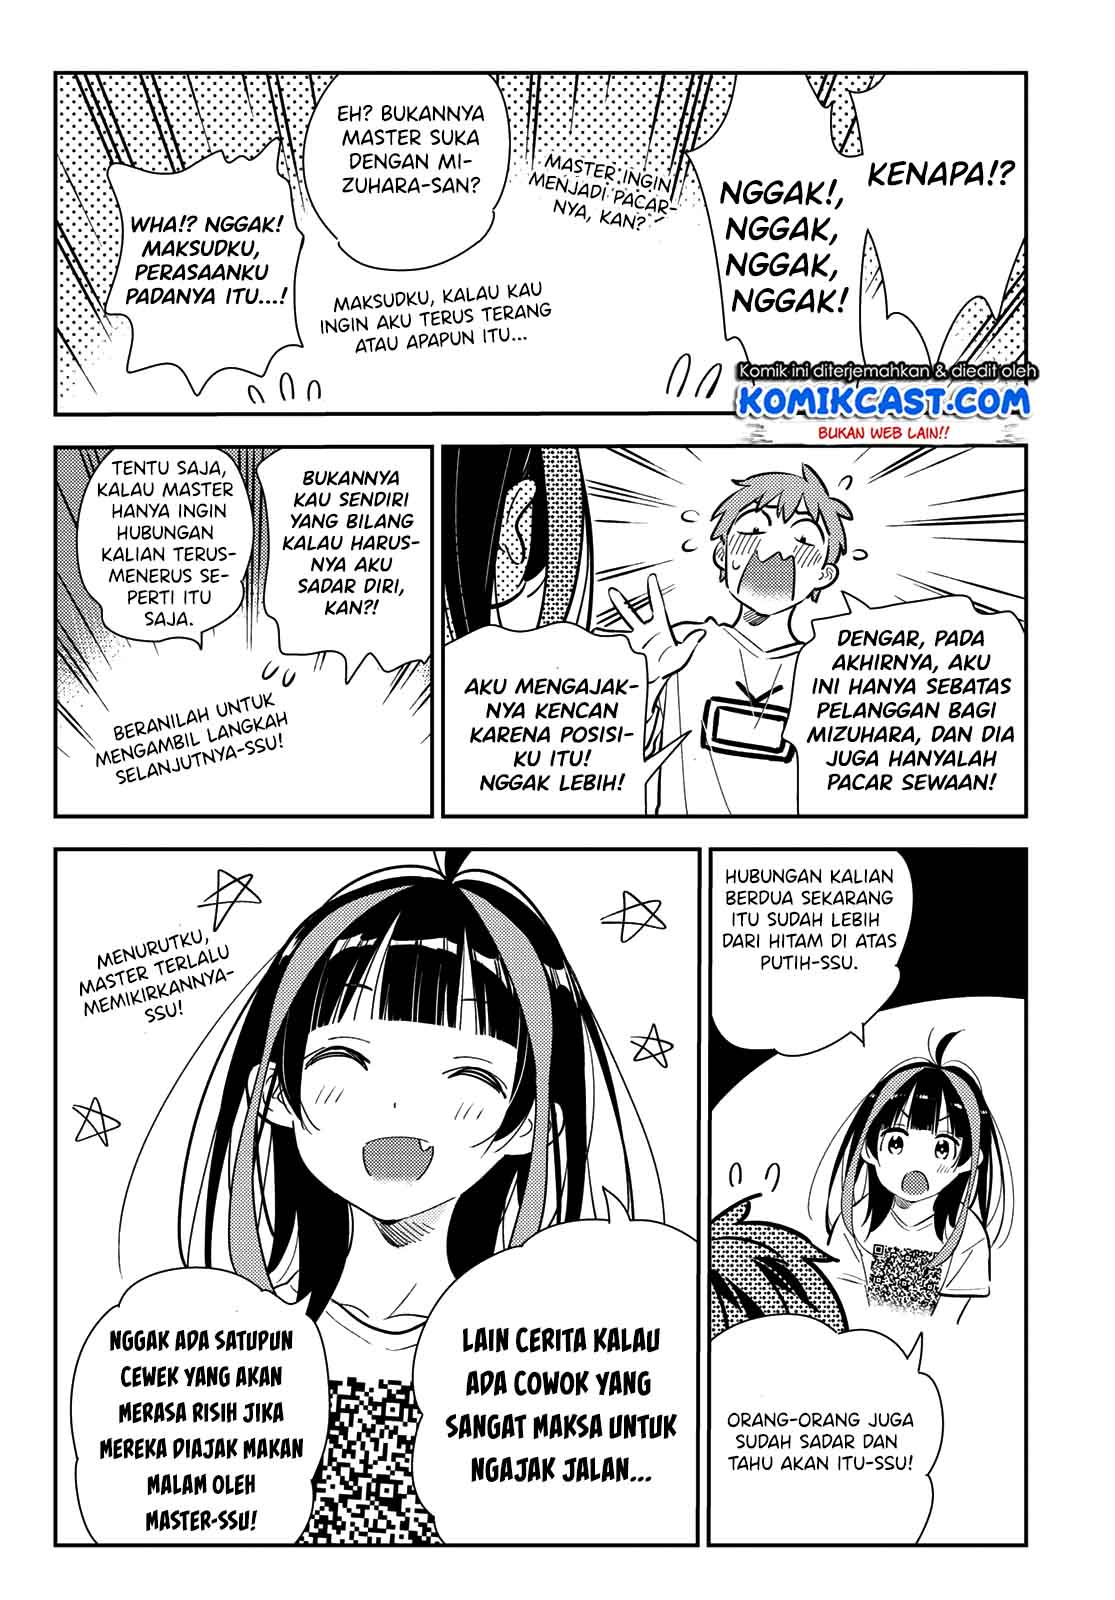 KENAPA!?
NGGAK!,
NGGAK,
NGGAK,
NGGAK!
MASTER INGIN
MENJADI PACAR-
NYA, KAN?
EH? BUKANNYA
MASTER SUKA
DENGAN MI-
ZUHARA-SAN?
MAKSUDKU, KALAU KAU
INGIN AKU TERUS TERANG
ATAU APAPUN ITU...
WHA!? NGGAK!
MAKSUDKU,
PERASAANKU
PADANYA ITU...!
Komik ini diterjemahkan & diedit oleh
KOMIKCAST.COM
BUKAN WEB LAIN!!
DENGAR, PADA
AKHIRNYA, AKU
INI HANYA SEBATAS
PELANGGAN BAGI
MIZUHARA, DAN DIA
JUGA HANYALAH
PACAR SEWAAN!
AKU MENGAJAK-
NYA KENCAN
KARENA POSISI-
KU ITU!
NGGAK LEBIH!
BUKANNYA
KAU SENDIRI
YANG BILANG
KALAU HARUS-
NYA AKU
SADAR DIRI,
KAN?!
TENTU SAJA,
KALAU MASTER
HANYA INGIN
HUBUNGAN
KALIAN TERUS-
MENERUS SE-
PERTI ITU
SAJA.
BERANILAH UNTUK
MENGAMBIL LANGKAH
SELANJUTNYA-SSU!
HUBUNGAN KALIAN
BERDUA SEKARANG
ITU SUDAH LEBIH
DARI HITAM DI ATAS
PUTIH-SSU.
ORANG-ORANG JUGA
SUDAH SADAR DAN
TAHU AKAN ITU-SSU!
MENURUTKU,
MASTER TERLALU
MEMIKIRKANNYA-
SSU!
LAIN CERITA KALAU
ADA COWOK YANG
SANGAT MAKSA UNTUK
NGAJAK JALAN...
NGGAK ADA SATUPUN
CEWEK YANG AKAN
MERASA RISIH JIKA
MEREKA DIAJAK MAKAN
MALAM OLEH
MASTER-SSU!